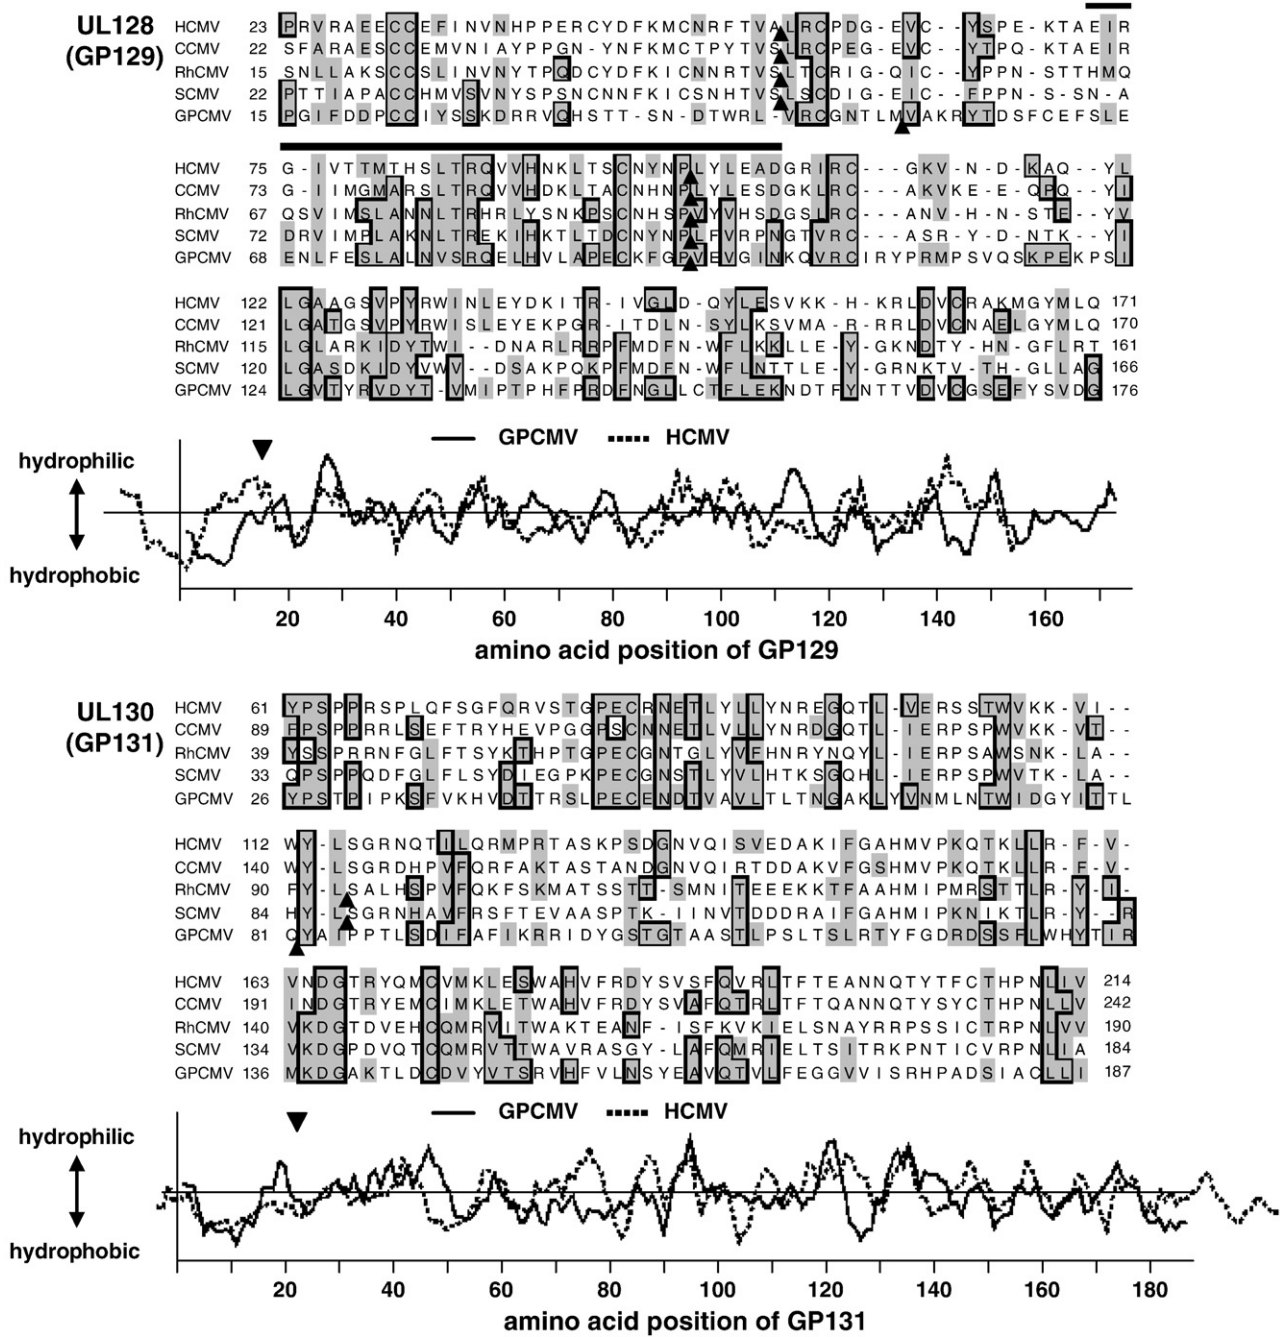 UL128
(GP129)
HCMV 23 PRVRAEECCEFINVNHPPERCYDFKMCNRFTVALRCPDG-EVC--YSPE-KTAEIR
CCMV 22 SFARAESCCEMVNIAYPPGN-YNFKMCTPYTVSLRCPEG-EVC--YTPQ-KTAEIR
RhCMV 15 SNLLAKSCCSLINVNYTPQDCYDFKICNNRTVSLTCRIG-QIC--YPPN-STTHMQ
SCMV 22 PTTIAPACCHMVSVNYSPSNCNNFKICSNHTVSLSCDIG-EIC--FPPN-S-SN-A
GPCMV 15 PGIFDDPCCIYSSKDRRVQHSTT-SN-DTWRL-VRCGNTLMVAKRYTDSFCEFSLE
HCMV 75 G-IVTTMTHSLTRQVVHNKLTSCNYNPLYLEADGRIRC---GKV-N-D-KAQ--YL
CCMV 73 G-IIMGMARSLTRQVVHDKLTACNHNPLYLESDGKLRC---AKVKE-E-QPQ--YI
RhCMV 67 QSVIMSLANNLTRHRLYSNKPSCNHSPVYVHSDGSLRC---ANV-H-N-STE--YV
SCMV 72 DRVIMPLAKNLTREKIHKTLTDCNYNPLFVRPNGTVRC---ASR-Y-D-NTK--YI
GPCMV 68 ENLFESLALNVSRQELHVLAPECKFGPVEVGINKQVRCIRYPRMPSVQSKPEKPSI
HCMV 122 LGAAGSVPYRWINLEYDKITR-IVGLD-QYLESVKK-H-KRLDVCRAKMGYMLQ 171
CCMV 121 LGATGSVPYRWISLEYEKPGR-ITDLN-SYLKSVMA-R-RRLDVCNAELGYMLQ 170
RhCMV 115 LGLARKIDYTWI--DNARLRRPFMDFN-WFLKKLLE-Y-GKNDTY-HN-GFLRT 161
SCMV 120 LGASDKIDYVWV--DSAKPQKPFMDFN-WFLNTTLE-Y-GRNKTV-TH-GLLAG 166
GPCMV 124 LGVTYRVDYT-VMIPTPHFPRDFNGLLCTFLEKNDTFYNTTVDVCGSEFYSVDG 176
GPCMV HCMV
hydrophilic
hydrophobic
20 40 60 80 100 120 140 160
amino acid position of GP129
UL130
(GP131)
HCMV 61 YPSPPRSPLQFSGFQRVSTGPECRNETLYLLYNREGQTL-VERSSTWVKK-VI--
CCMV 89 FPSPPRRLSEFTRYHEVPGGPSCNNETLVLLYNRDGQTL-IERPSPWVKK-VT--
RhCMV 39 YSSPRRNFGLFTSYKTHPTGPECGNTGLYVFHNRYNQYL-IERPSAWSNK-LA--
SCMV 33 QPSPPQDFGLFLSYDIEGPKPECGNSTLYVLHTKSGQHL-IERPSPWVTK-LA--
GPCMV 26 YPSTPIPKSFVKHVDTTRSLPECENDTVAVLTLTNGAKLYVNMLNTWIDGYITTL
HCMV 112 WY-LSGRNQTILQRMPRTASKPSDGNVQISVEDAKIFGAHMVPKQTKLLR-F-V-
CCMV 140 WY-LSGRDHPVFQRFAKTASTANDGNVQIRTDDAKVFGSHMVPKQTKLLR-F-V-
RhCMV 90 FY-LSALHSPVFQKFSKMATSSTT-SMNITEEEKKTFAAHMIPMRSTTLR-Y-I-
SCMV 84 HY-LSGRNHAVFRSFTEVAASPTK-IINVTDDDRAIFGAHMIPKNIKTLR-Y--R
GPCMV 81 QYAIPPTLSDIFAFIKRRIDYGSTGTAASTLPSLTSLRTYFGDRDSSFLWHYTIR
HCMV 163 VNDGTRYQMCVMKLESWAHVFRDYSVSFQVRLTFTEANNQTYTFCTHPNLIV 214
CCMV 191 INDGTRYEMCIMKLETWAHVFRDYSVAFQTRLTFTQANNQTYSYCTHPNLLV 242
RhCMV 140 VKDGTDVEHCQMRVITWAKTEANF-ISFKVKIELSNAYRRPSSICTRPNLVV 190
SCMV 134 VKDGPDVQTCQMRVTTWAVRASGY-LAFQMRIELTSITRKPNTICVRPNLIA 184
GPCMV 136 MKDGAKTLDCDVYVTSRVHFVLNSYEAVQTVLFEGGVVISRHPADSIACLLI 187
GPCMV HCMV
hydrophilic
hydrophobic
20 40 60 80 100 120 140 160 180
amino acid position of GP131